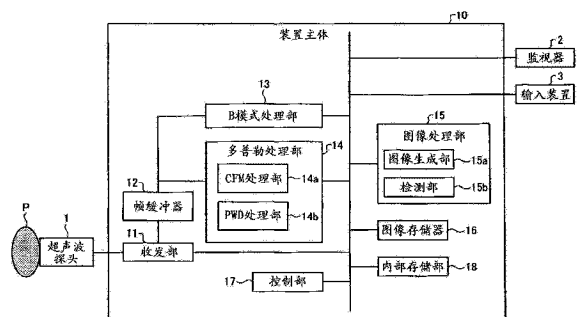 10
装置主体
2
监视器
3
输入装置
13
B模式处理部
15
图像处理部
图像生成部
15a
检测部
15b
14
多普勒处理部
CFM处理部
14a
PWD处理部
14b
12
帧缓冲器
P
1
超声波
探头
11
收发部
图像存储器
16
17
控制部
内部存储部
18